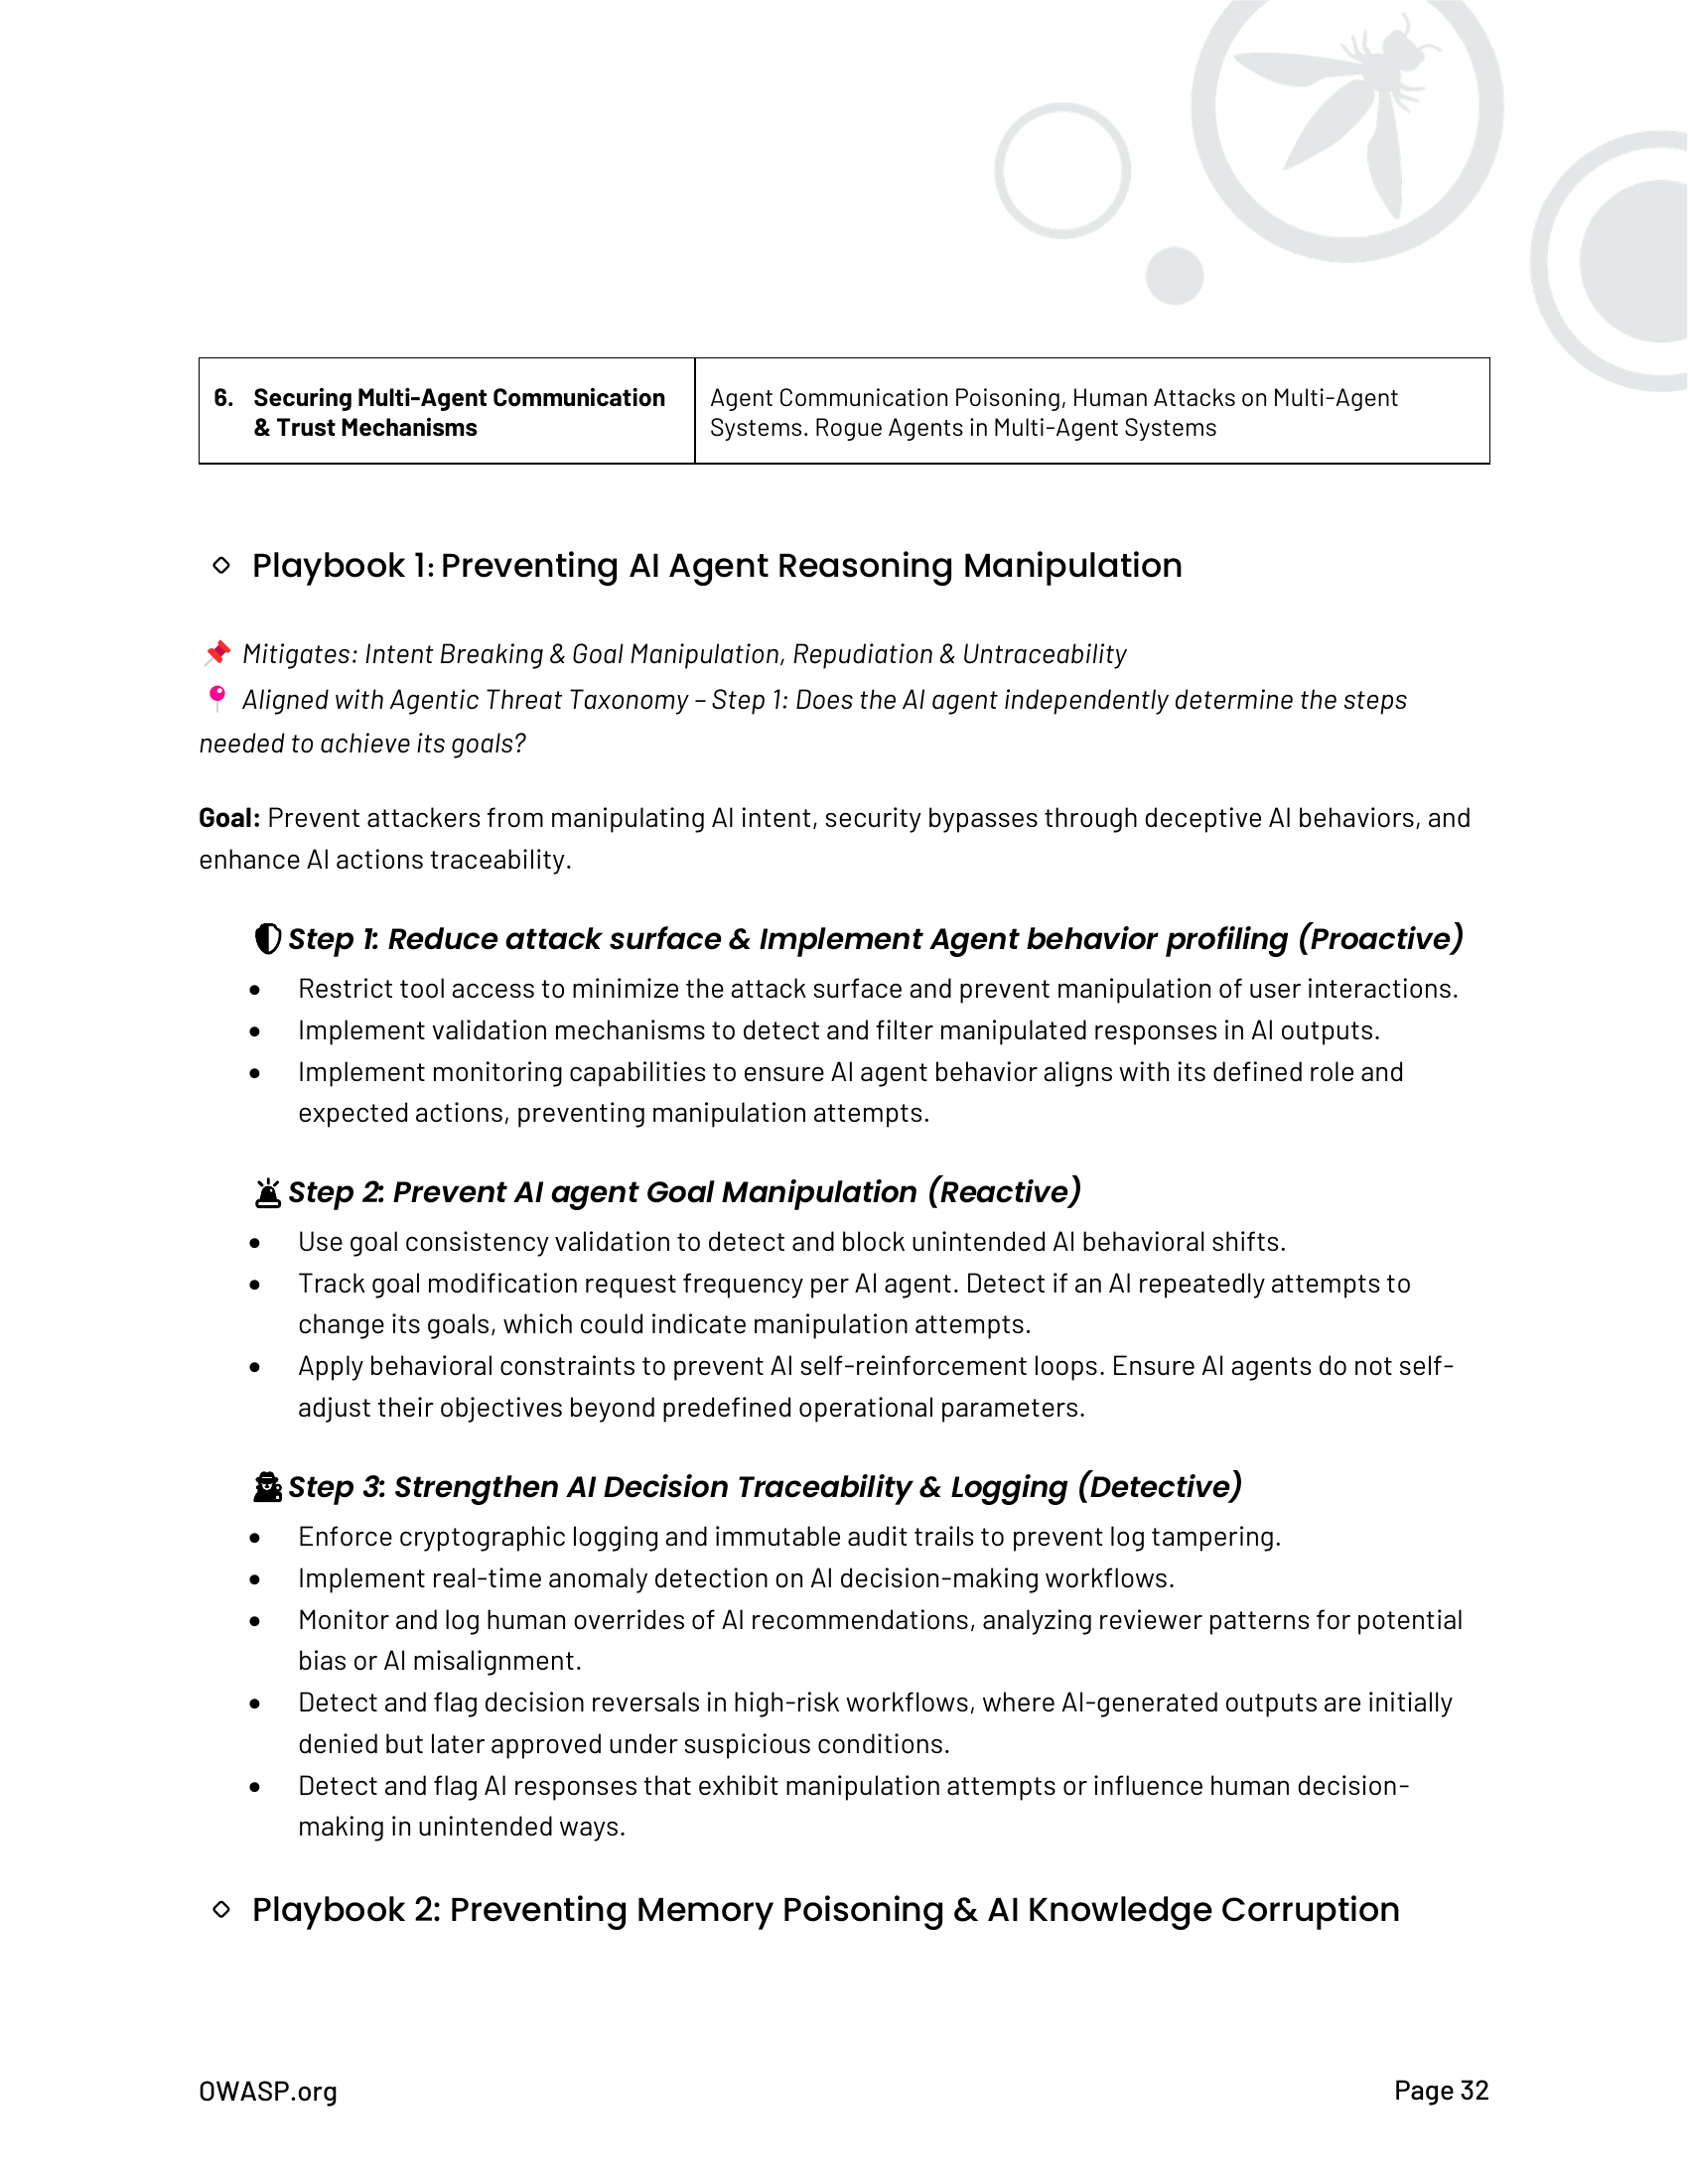 6. Securing Multi-Agent Communication
& Trust Mechanisms
Agent Communication Poisoning, Human Attacks on Multi-Agent
Systems. Rogue Agents in Multi-Agent Systems
Playbook 1: Preventing AI Agent Reasoning Manipulation
📌 Mitigates: Intent Breaking & Goal Manipulation, Repudiation & Untraceability
📍 Aligned with Agentic Threat Taxonomy – Step 1: Does the AI agent independently determine the steps
needed to achieve its goals?
Goal: Prevent attackers from manipulating AI intent, security bypasses through deceptive AI behaviors, and
enhance AI actions traceability.
Step 1: Reduce attack surface & Implement Agent behavior profiling (Proactive)
• Restrict tool access to minimize the attack surface and prevent manipulation of user interactions.
• Implement validation mechanisms to detect and filter manipulated responses in AI outputs.
• Implement monitoring capabilities to ensure AI agent behavior aligns with its defined role and
expected actions, preventing manipulation attempts.
Step 2: Prevent AI agent Goal Manipulation (Reactive)
• Use goal consistency validation to detect and block unintended AI behavioral shifts.
• Track goal modification request frequency per AI agent. Detect if an AI repeatedly attempts to
change its goals, which could indicate manipulation attempts.
• Apply behavioral constraints to prevent AI self-reinforcement loops. Ensure AI agents do not self-
adjust their objectives beyond predefined operational parameters.
Step 3: Strengthen AI Decision Traceability & Logging (Detective)
• Enforce cryptographic logging and immutable audit trails to prevent log tampering.
• Implement real-time anomaly detection on AI decision-making workflows.
• Monitor and log human overrides of AI recommendations, analyzing reviewer patterns for potential
bias or AI misalignment.
• Detect and flag decision reversals in high-risk workflows, where AI-generated outputs are initially
denied but later approved under suspicious conditions.
• Detect and flag AI responses that exhibit manipulation attempts or influence human decision-
making in unintended ways.
Playbook 2: Preventing Memory Poisoning & AI Knowledge Corruption
OWASP.org
Page 32